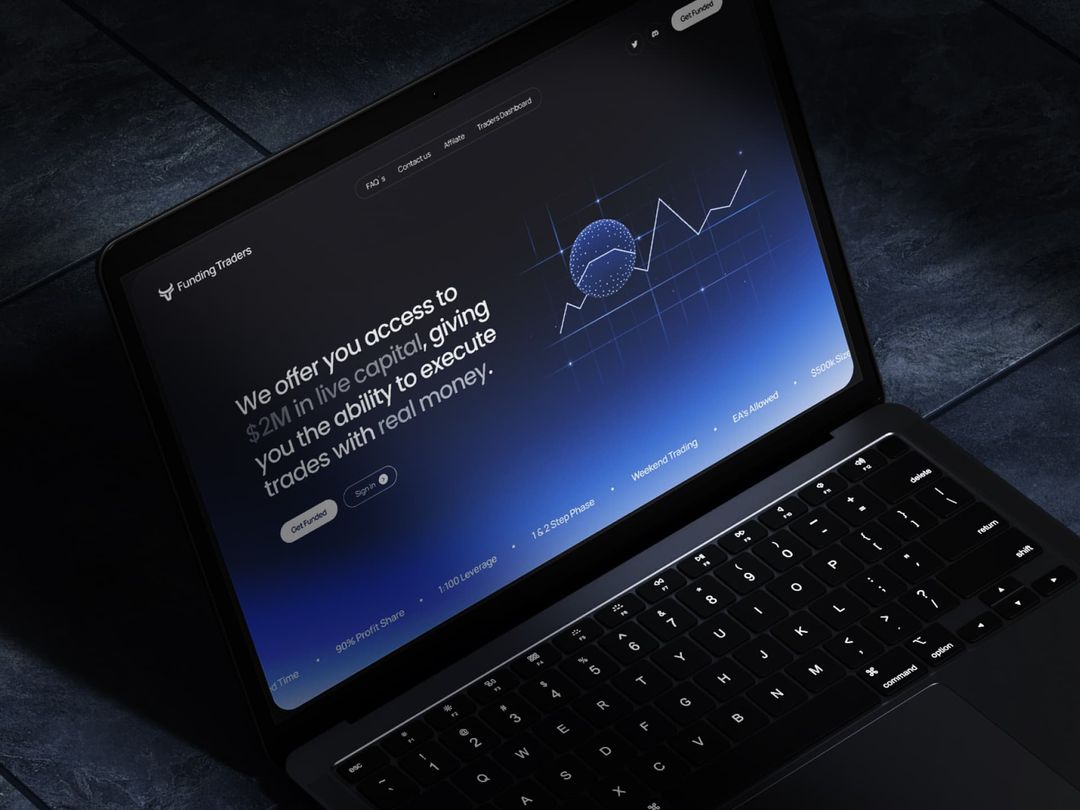 Get Funded
FAQ's Contact us Affiliate Traders Dashboard
Funding Traders
We offer you access to
$2M in live capital, giving
you the ability to execute
trades with real money.
Get Funded
Sign in
d Time • 90% Profit Share • 1:100 Leverage • 1 & 2 Step Phase • Weekend Trading • EA's Allowed • $500k Size
esc F1 F2 F3 F4 F5 F6 F7 F8 F9 F10 F11 F12
~ ` ! 1 @ 2 # 3 $ 4 % 5 ^ 6 & 7 * 8 ( 9 ) 0 _ - + = delete
Q W E R T Y U I O P { [ } ] | \
A S D F G H J K L : ; " ' return
X C V B N M < , > . ? / shift
⌘ ⌘ command ⌥ option